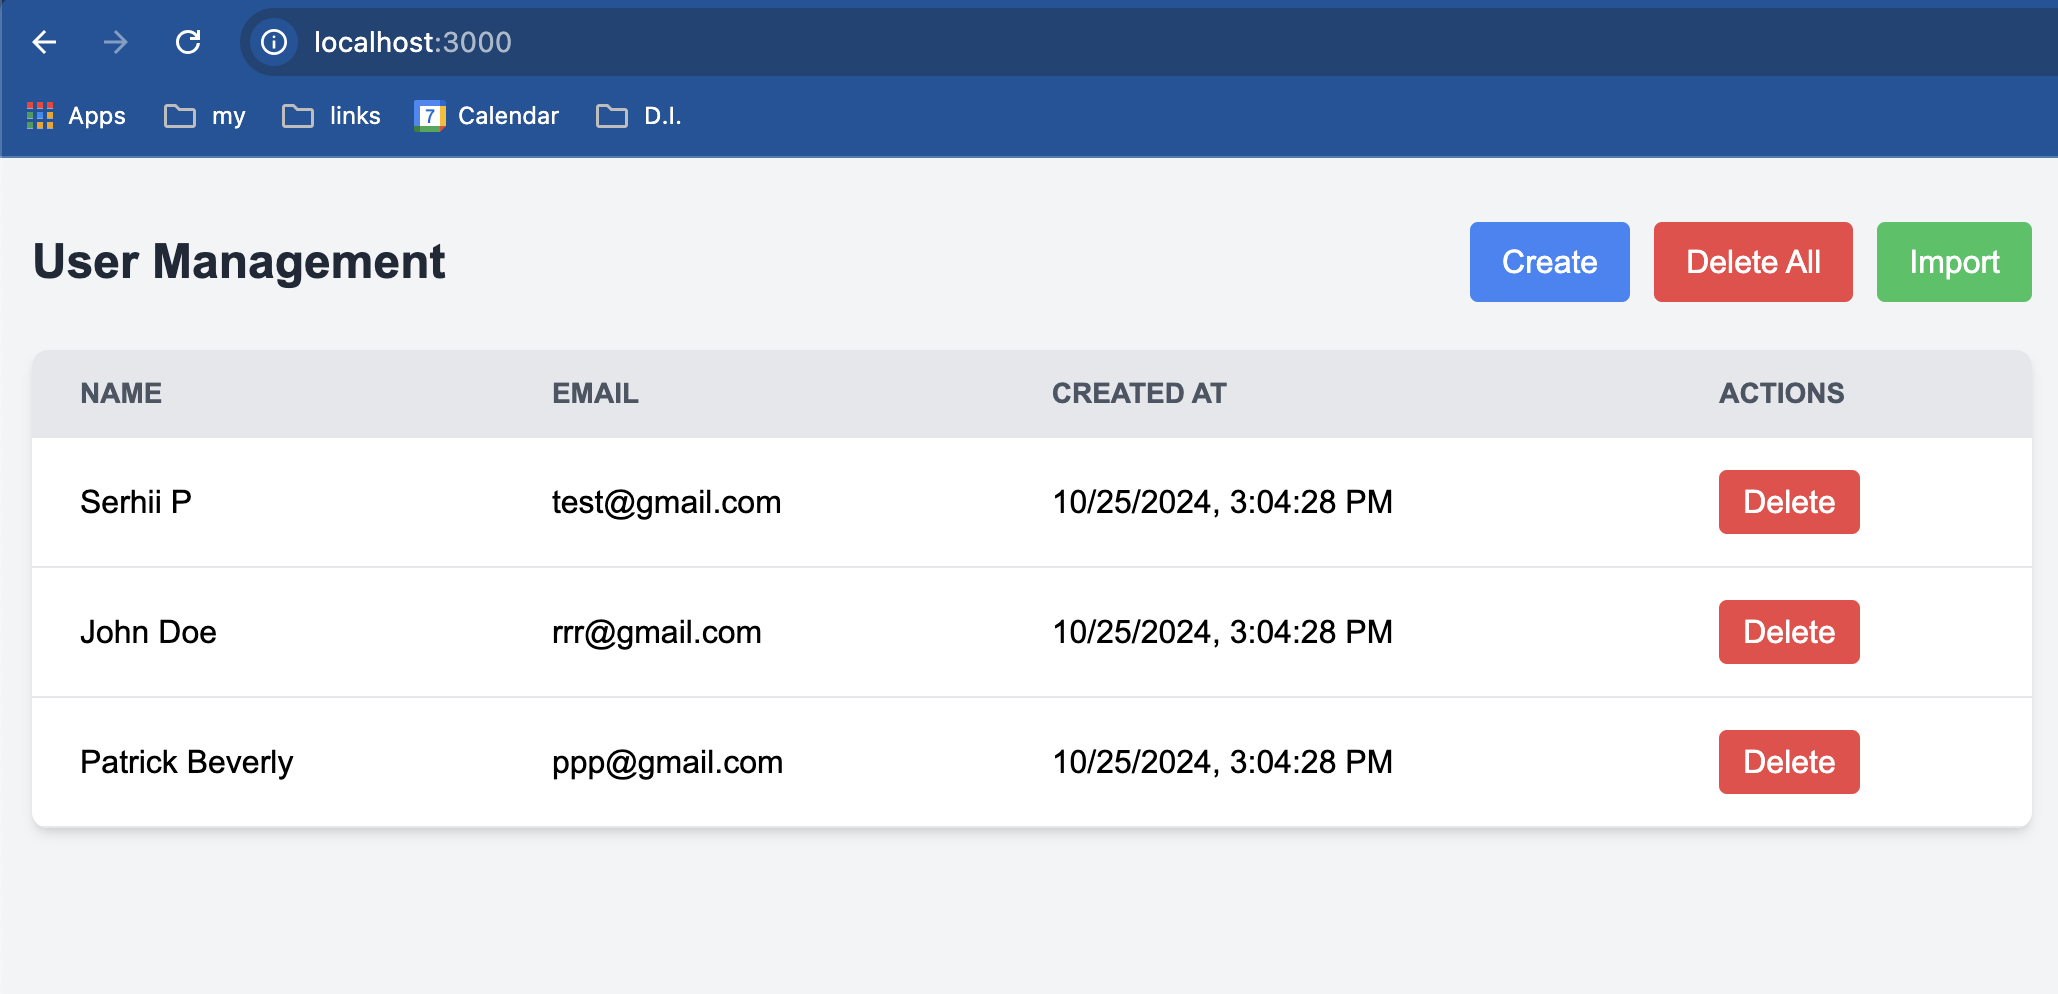 localhost:3000
Apps my links 7 Calendar D.I.
User Management Create Delete All Import
NAME EMAIL CREATED AT ACTIONS
Serhii P test@gmail.com 10/25/2024, 3:04:28 PM Delete
John Doe rrr@gmail.com 10/25/2024, 3:04:28 PM Delete
Patrick Beverly ppp@gmail.com 10/25/2024, 3:04:28 PM Delete